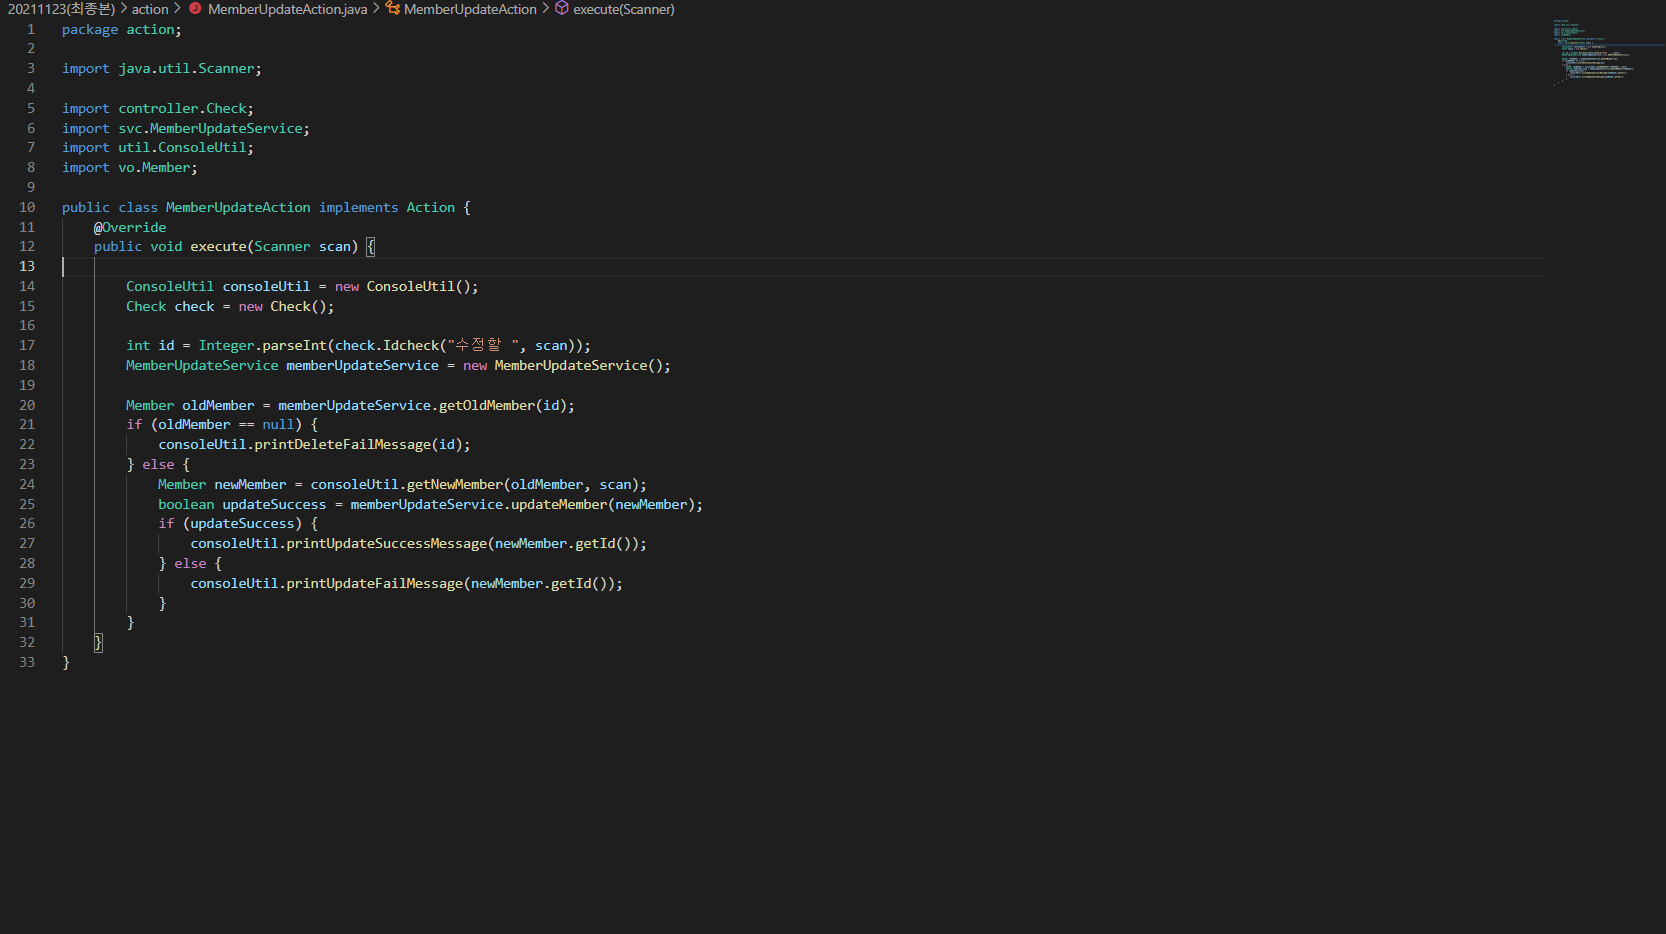 20211123(최종본) > action > MemberUpdateAction.java > MemberUpdateAction > execute(Scanner)
1 package action;
2
3 import java.util.Scanner;
4
5 import controller.Check;
6 import svc.MemberUpdateService;
7 import util.ConsoleUtil;
8 import vo.Member;
9
10 public class MemberUpdateAction implements Action {
11     @Override
12     public void execute(Scanner scan) {
13
14         ConsoleUtil consoleUtil = new ConsoleUtil();
15         Check check = new Check();
16
17         int id = Integer.parseInt(check.Idcheck("수정할 ", scan));
18         MemberUpdateService memberUpdateService = new MemberUpdateService();
19
20         Member oldMember = memberUpdateService.getOldMember(id);
21         if (oldMember == null) {
22             consoleUtil.printDeleteFailMessage(id);
23         } else {
24             Member newMember = consoleUtil.getNewMember(oldMember, scan);
25             boolean updateSuccess = memberUpdateService.updateMember(newMember);
26             if (updateSuccess) {
27                 consoleUtil.printUpdateSuccessMessage(newMember.getId());
28             } else {
29                 consoleUtil.printUpdateFailMessage(newMember.getId());
30             }
31         }
32     }
33 }